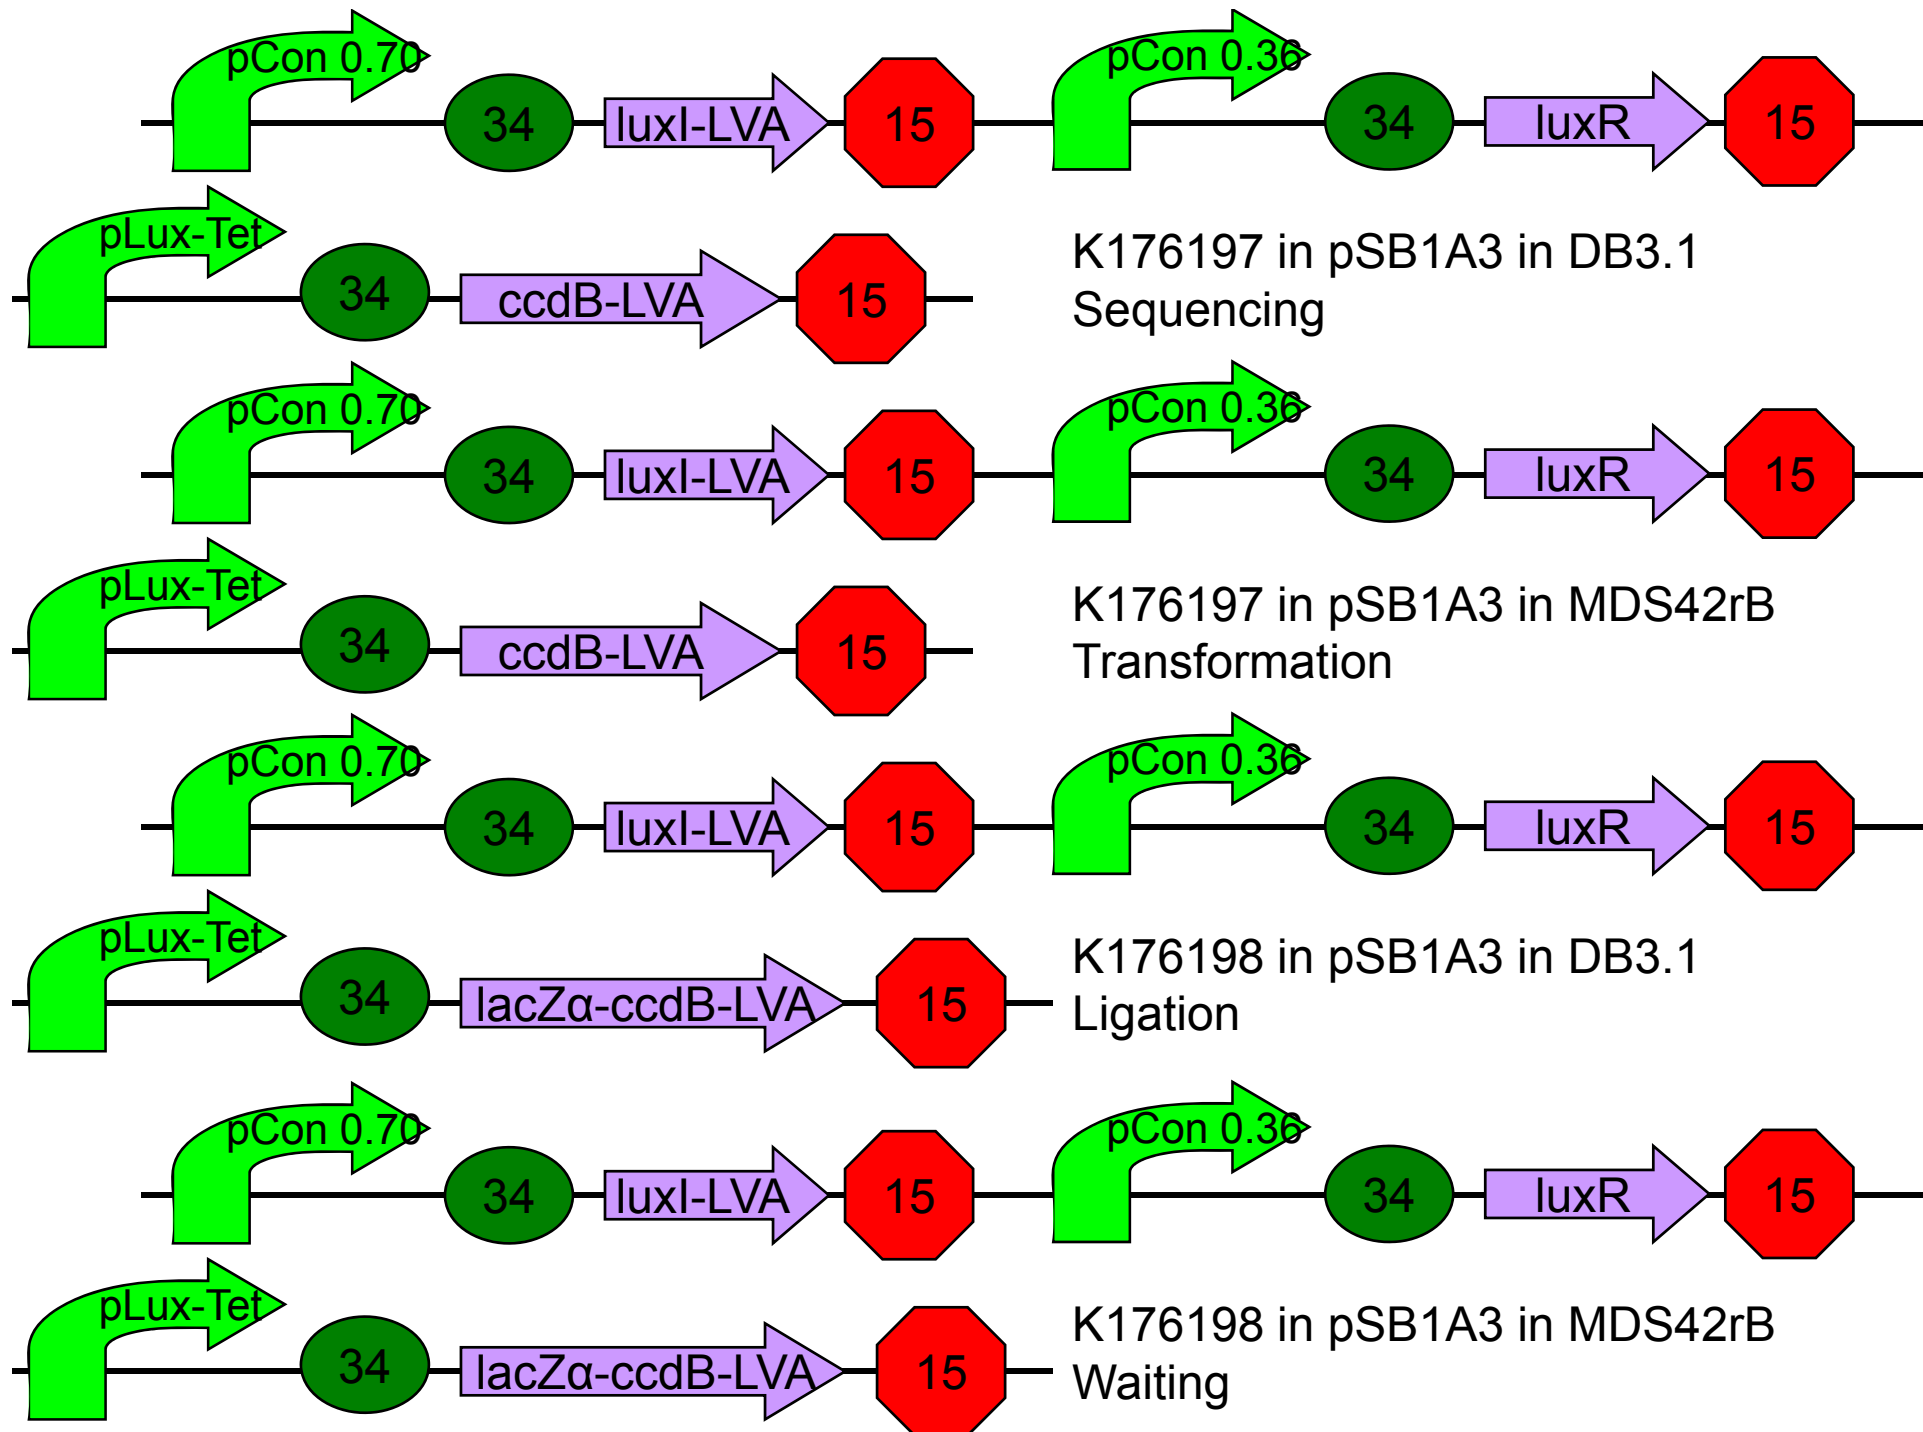 pCon 0.70 34 luxI-LVA 15 pCon 0.36 34 luxR 15
pLux-Tet 34 ccdB-LVA 15 K176197 in pSB1A3 in DB3.1
Sequencing
pCon 0.70 34 luxI-LVA 15 pCon 0.36 34 luxR 15
pLux-Tet 34 ccdB-LVA 15 K176197 in pSB1A3 in MDS42rB
Transformation
pCon 0.70 34 luxI-LVA 15 pCon 0.36 34 luxR 15
pLux-Tet 34 lacZα-ccdB-LVA 15 K176198 in pSB1A3 in DB3.1
Ligation
pCon 0.70 34 luxI-LVA 15 pCon 0.36 34 luxR 15
pLux-Tet 34 lacZα-ccdB-LVA 15 K176198 in pSB1A3 in MDS42rB
Waiting